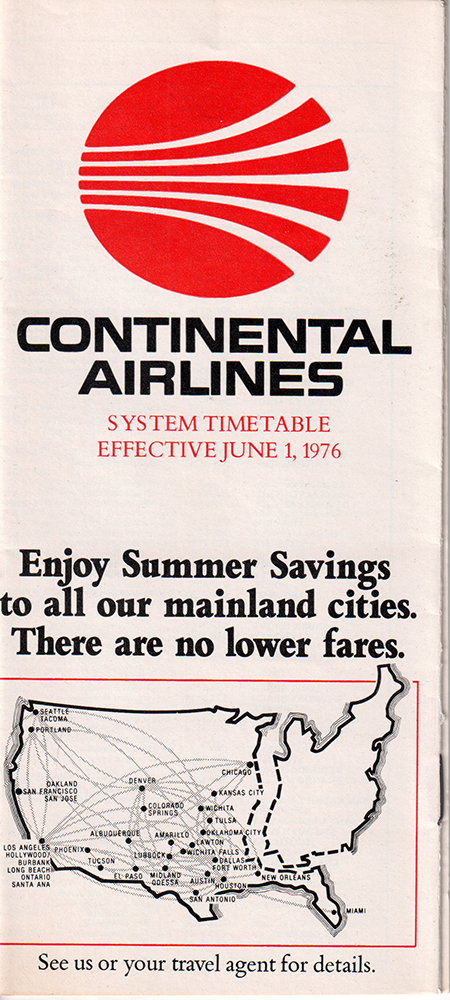 CONTINENTAL
AIRLINES
SYSTEM TIMETABLE
EFFECTIVE JUNE 1, 1976
Enjoy Summer Savings
to all our mainland cities.
There are no lower fares.
SEATTLE
TACOMA
PORTLAND
OAKLAND
SAN FRANCISCO
SAN JOSE
DENVER
CHICAGO
KANSAS CITY
COLORADO
SPRINGS
WICHITA
TULSA
ALBUQUERQUE
AMARILLO
OKLAHOMA CITY
LAWTON
LOS ANGELES
HOLLYWOOD/
BURBANK
LONG BEACH
ONTARIO
SANTA ANA
PHOENIX
TUCSON
LUBBOCK
WICHITA FALLS
DALLAS
FORT WORTH
EL PASO
MIDLAND
ODESSA
AUSTIN
HOUSTON
NEW ORLEANS
SAN ANTONIO
MIAMI
See us or your travel agent for details.